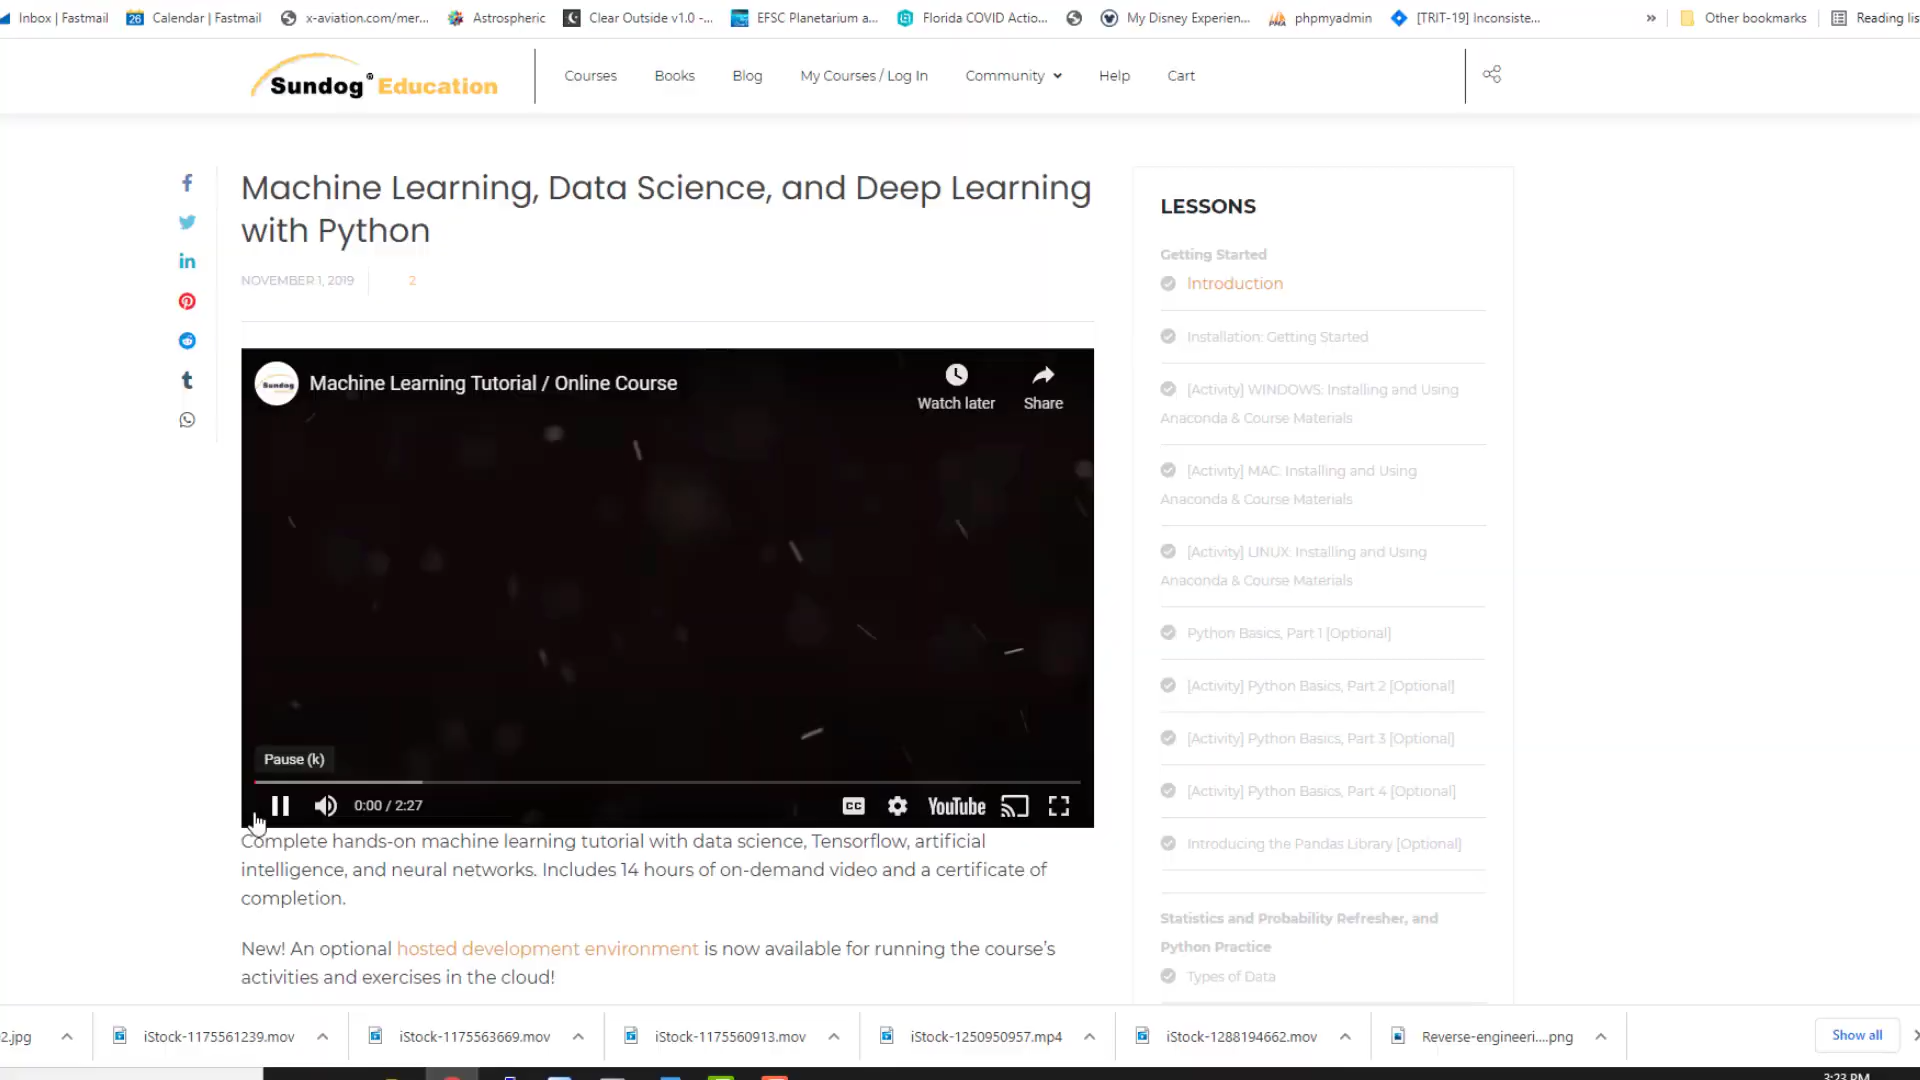 Inbox | Fastmail
Calendar | Fastmail
x-aviation.com/mer...
Astrospheric
Clear Outside v1.0 -...
EFSC Planetarium a...
Florida COVID Actio...
My Disney Experien...
phpmyadmin
[TRIT-19] Inconsiste...
»
Other bookmarks
Reading lis
Sundog® Education
Courses
Books
Blog
My Courses / Log In
Community
Help
Cart
Machine Learning, Data Science, and Deep Learning
with Python
NOVEMBER 1, 2019
2
Sundog
Machine Learning Tutorial / Online Course
Watch later
Share
Pause (k)
0:00 / 2:27
CC
YouTube
Complete hands-on machine learning tutorial with data science, Tensorflow, artificial
intelligence, and neural networks. Includes 14 hours of on-demand video and a certificate of
completion.
New! An optional hosted development environment is now available for running the course's
activities and exercises in the cloud!
LESSONS
Getting Started
Introduction
Installation: Getting Started
[Activity] WINDOWS: Installing and Using
Anaconda & Course Materials
[Activity] MAC: Installing and Using
Anaconda & Course Materials
[Activity] LINUX: Installing and Using
Anaconda & Course Materials
Python Basics, Part 1 [Optional]
[Activity] Python Basics, Part 2 [Optional]
[Activity] Python Basics, Part 3 [Optional]
[Activity] Python Basics, Part 4 [Optional]
Introducing the Pandas Library [Optional]
Statistics and Probability Refresher, and
Python Practice
Types of Data
2.jpg
iStock-1175561239.mov
iStock-1175563669.mov
iStock-1175560913.mov
iStock-1250950957.mp4
iStock-1288194662.mov
Reverse-engineeri....png
Show all
3:23 PM